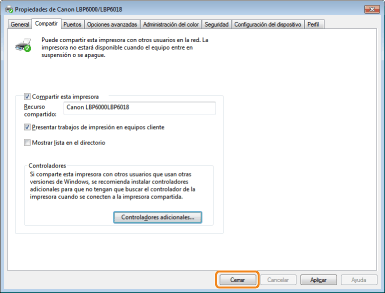 Propiedades de Canon LBP6000/LBP6018
General Compartir Puertos Opciones avanzadas Administración del color Seguridad Configuración del dispositivo Perfil
Puede compartir esta impresora con otros usuarios en la red. La
impresora no estará disponible cuando el equipo entre en
suspensión o se apague.
Compartir esta impresora
Recurso
compartido:
Canon LBP6000LBP6018
Presentar trabajos de impresión en equipos cliente
Mostrar lista en el directorio
Controladores
Si comparte esta impresora con otros usuarios que usan otras
versiones de Windows, se recomienda instalar controladores
adicionales para que no tengan que buscar el controlador de la
impresora cuando se conecten a la impresora compartida.
Controladores adicionales...
Cerrar Cancelar Aplicar Ayuda